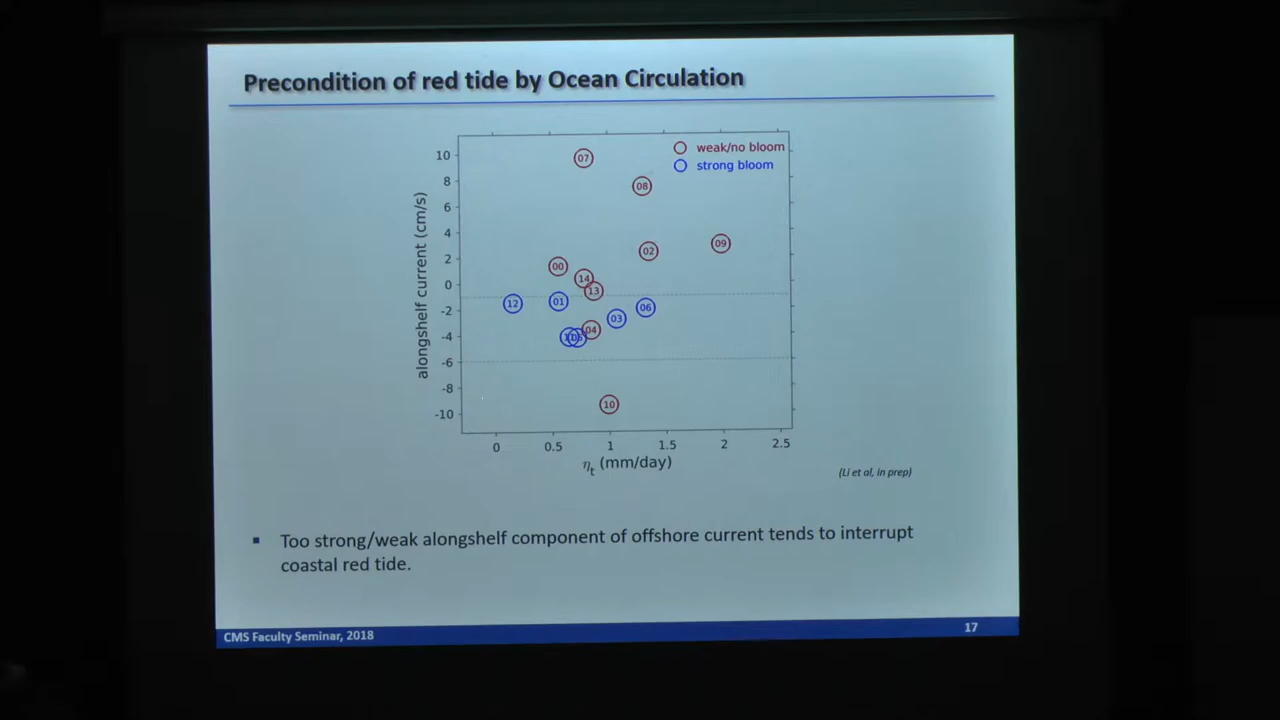 Precondition of red tide by Ocean Circulation
weak/no bloom
strong bloom
alongshelf current (cm/s)
10
8
6
4
2
0
-2
-4
-6
-8
-10
07
08
09
02
00
14
13
12
01
06
03
04
10
0 0.5 1 1.5 2 2.5
ηt (mm/day)
(Li et al, in prep)
▪ Too strong/weak alongshelf component of offshore current tends to interrupt
coastal red tide.
CMS Faculty Seminar, 2018
17